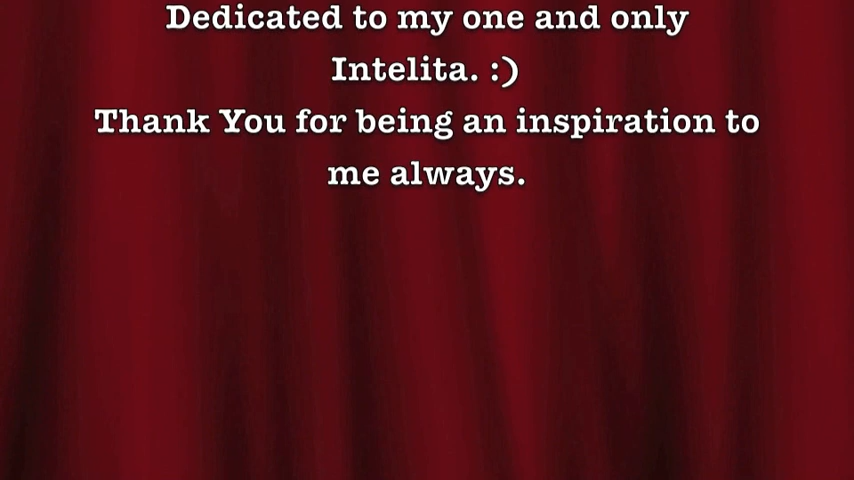 Dedicated to my one and only
Intelita. :)
Thank You for being an inspiration to
me always.